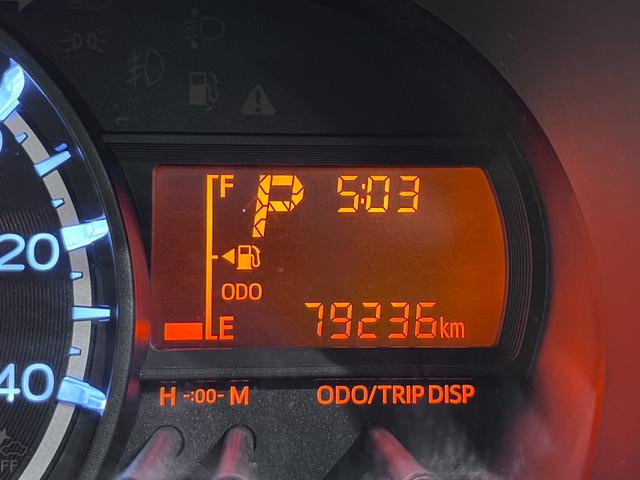 F P 5:03
20
ODO
E 79236km
40
H -:00- M ODO/TRIP DISP